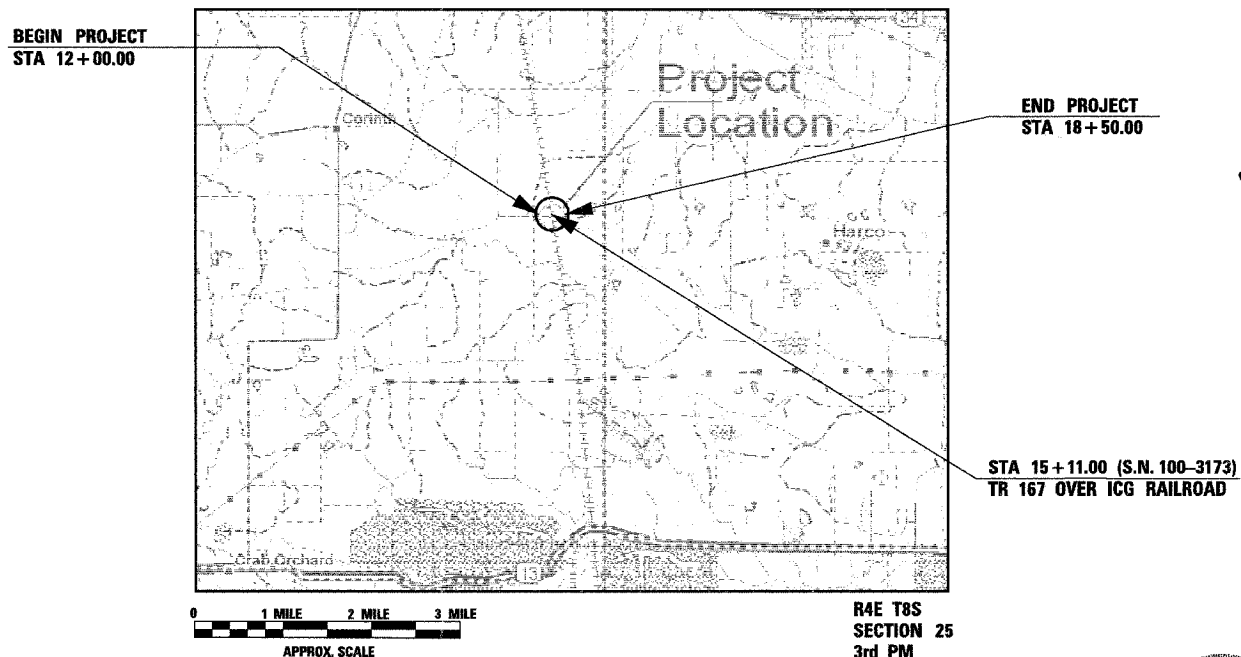 BEGIN PROJECT
STA 12+00.00
Project
Location
Corinth
END PROJECT
STA 18+50.00
Harco
STA 15+11.00 (S.N. 100-3173)
TR 167 OVER ICG RAILROAD
Crab Orchard
13
0 1 MILE 2 MILE 3 MILE
APPROX. SCALE
R4E T8S
SECTION 25
3rd PM